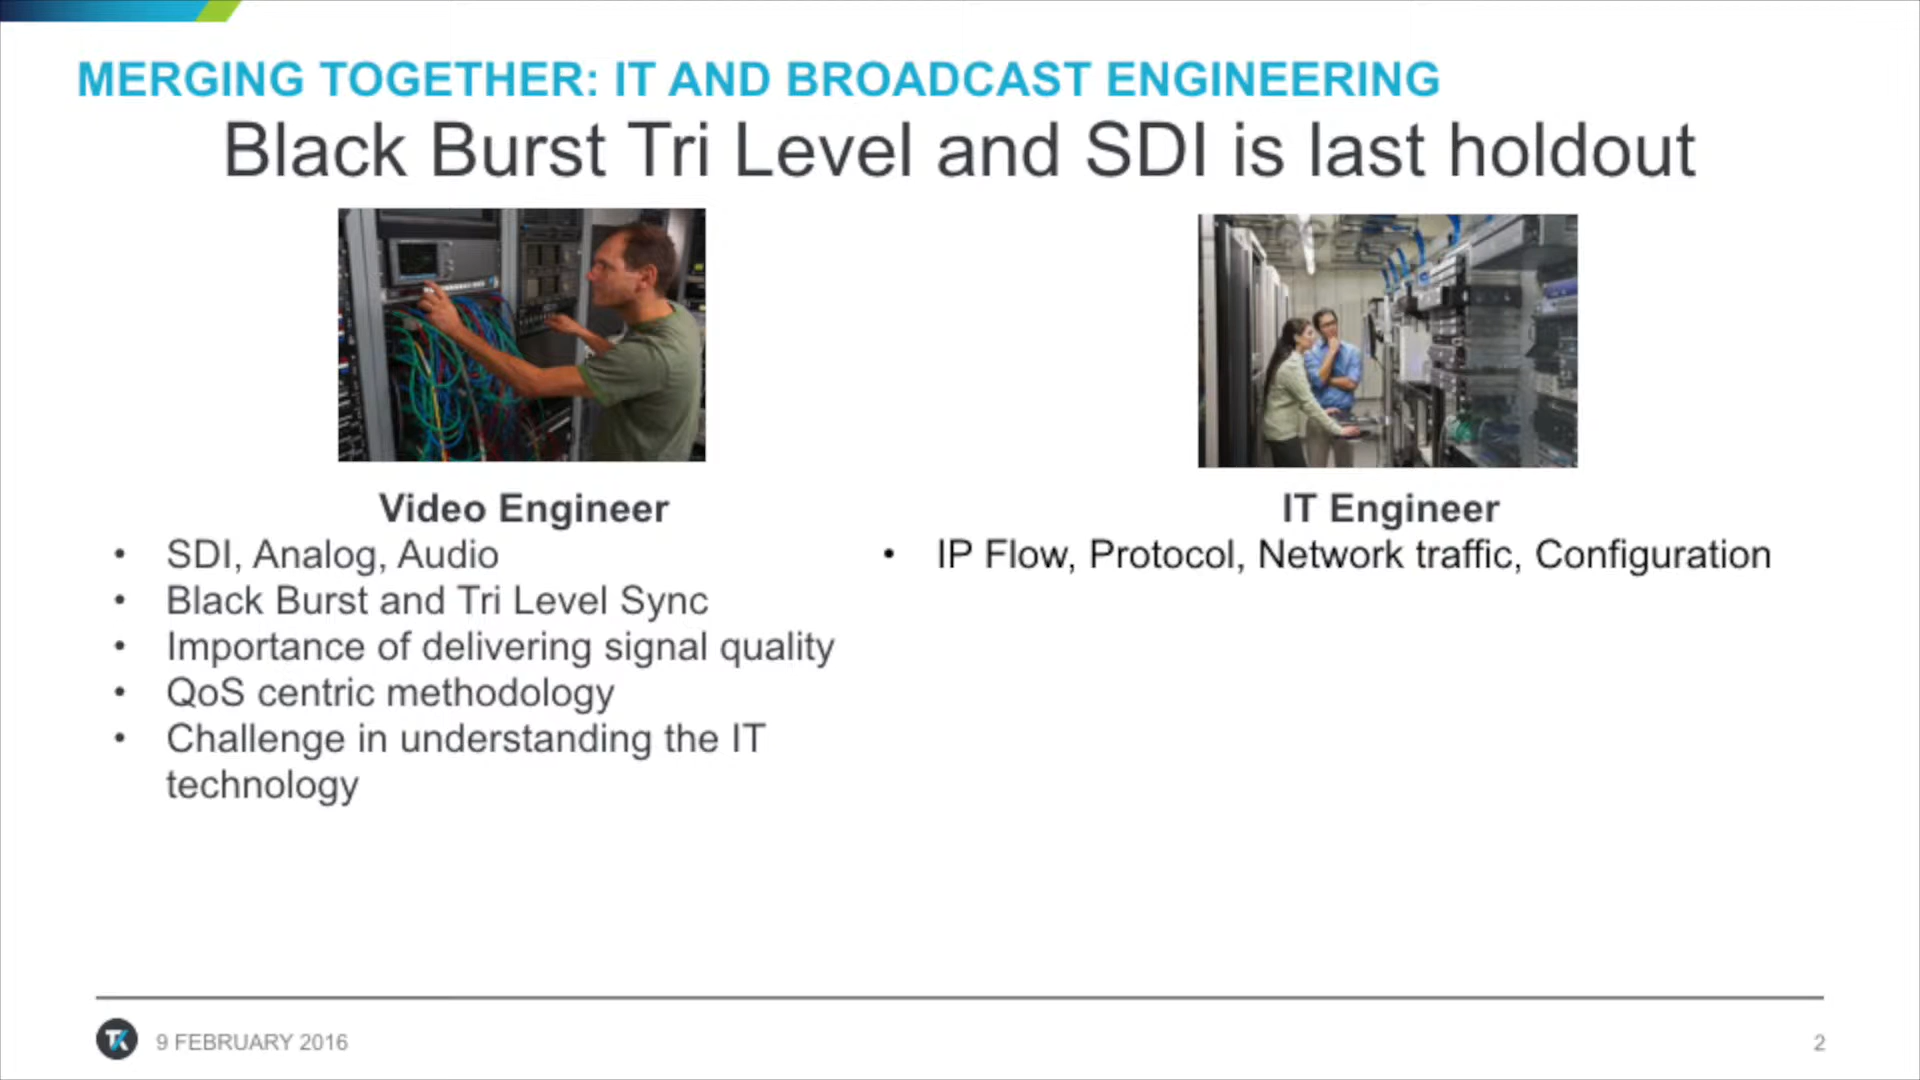 MERGING TOGETHER: IT AND BROADCAST ENGINEERING
Black Burst Tri Level and SDI is last holdout
Video Engineer
• SDI, Analog, Audio
• Black Burst and Tri Level Sync
• Importance of delivering signal quality
• QoS centric methodology
• Challenge in understanding the IT
technology
IT Engineer
• IP Flow, Protocol, Network traffic, Configuration
9 FEBRUARY 2016
2